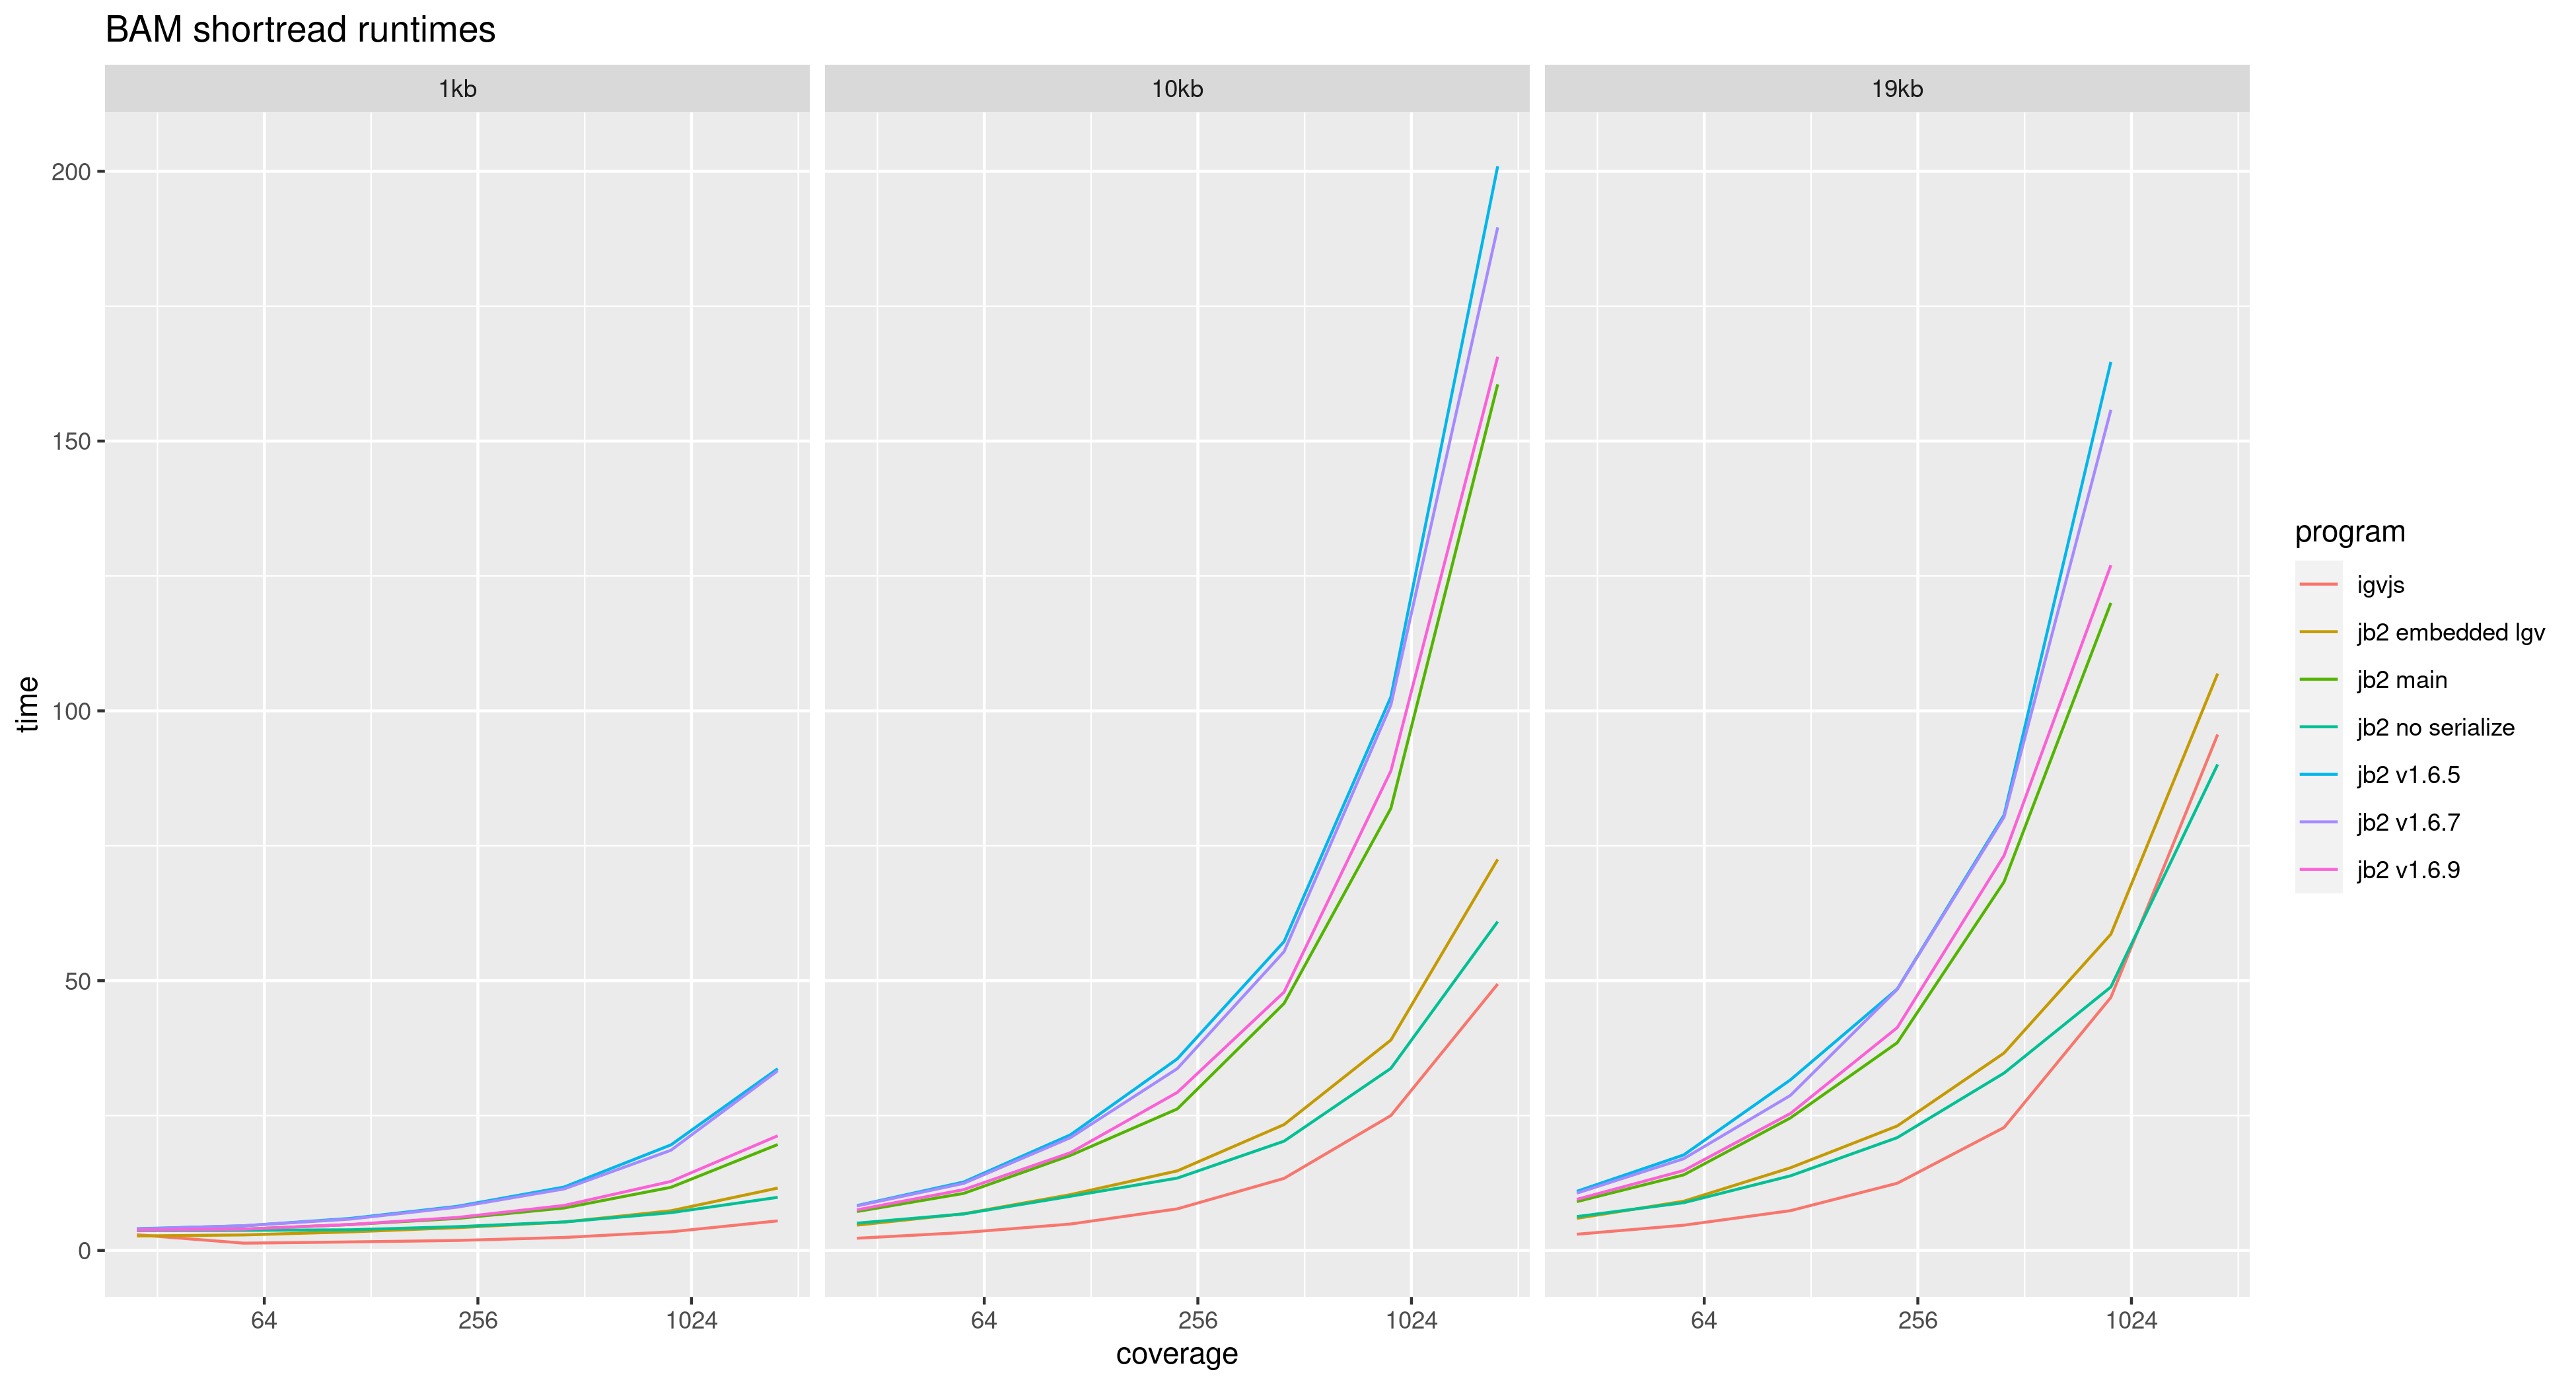 BAM shortread runtimes
1kb
10kb
19kb
200
150
100
50
0
time
64
256
1024
64
256
1024
64
256
1024
coverage
program
igvjs
jb2 embedded lgv
jb2 main
jb2 no serialize
jb2 v1.6.5
jb2 v1.6.7
jb2 v1.6.9